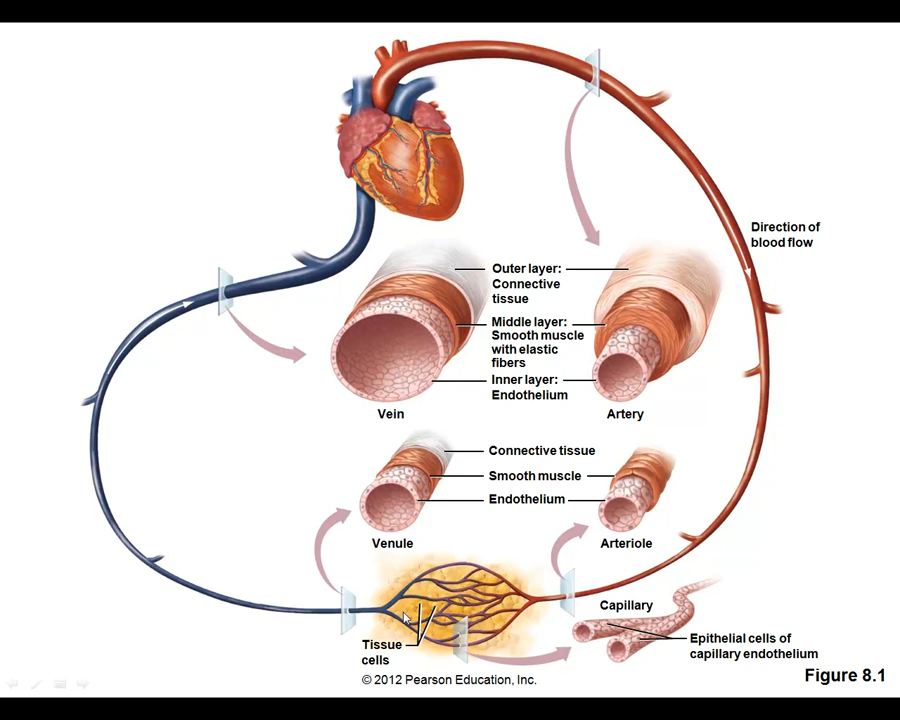 Direction of
blood flow
Outer layer:
Connective
tissue
Middle layer:
Smooth muscle
with elastic
fibers
Inner layer:
Endothelium
Vein
Artery
Connective tissue
Smooth muscle
Endothelium
Venule
Arteriole
Capillary
Epithelial cells of
capillary endothelium
Tissue
cells
© 2012 Pearson Education, Inc.
Figure 8.1